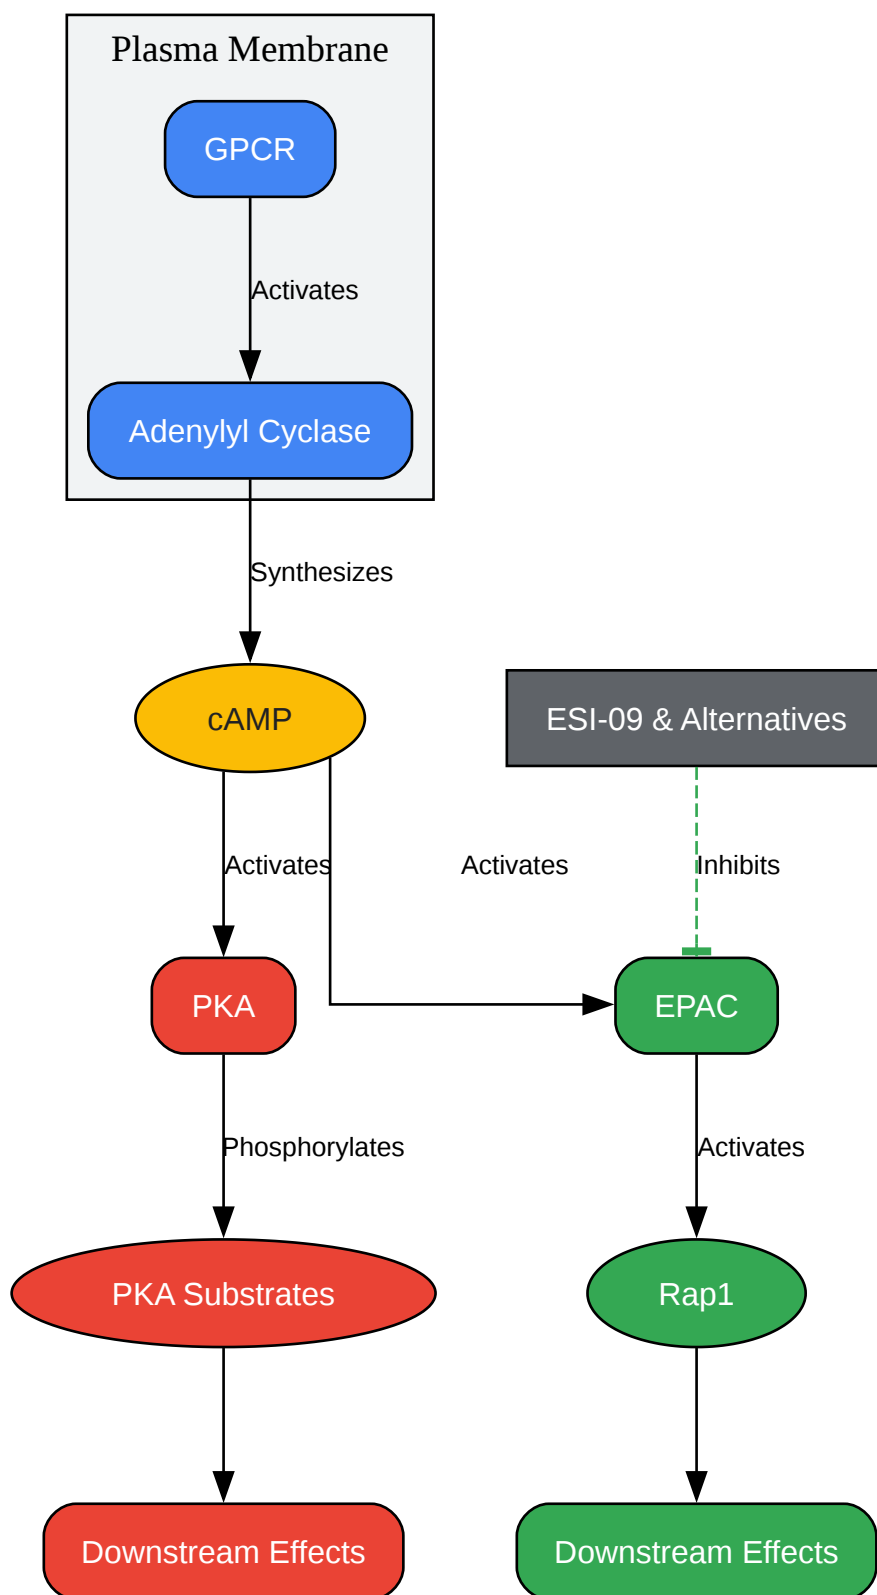 Plasma Membrane
GPCR
Activates
Adenylyl Cyclase
Synthesizes
cAMP
ESI-09 & Alternatives
Activates
Activates
Inhibits
PKA
EPAC
Phosphorylates
Activates
PKA Substrates
Rap1
Downstream Effects
Downstream Effects